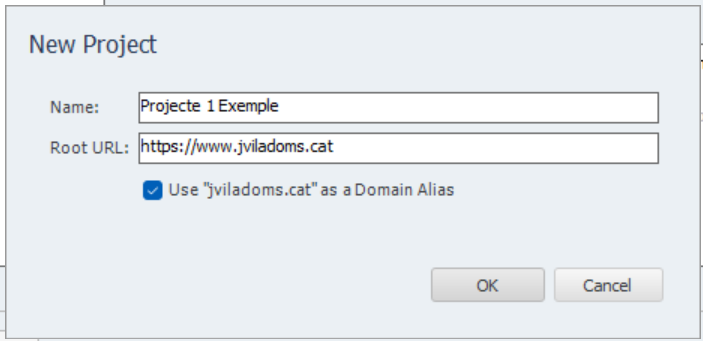 New Project
Name: Projecte 1 Exemple
Root URL: https://www.jviladoms.cat
Use "jviladoms.cat" as a Domain Alias
OK Cancel